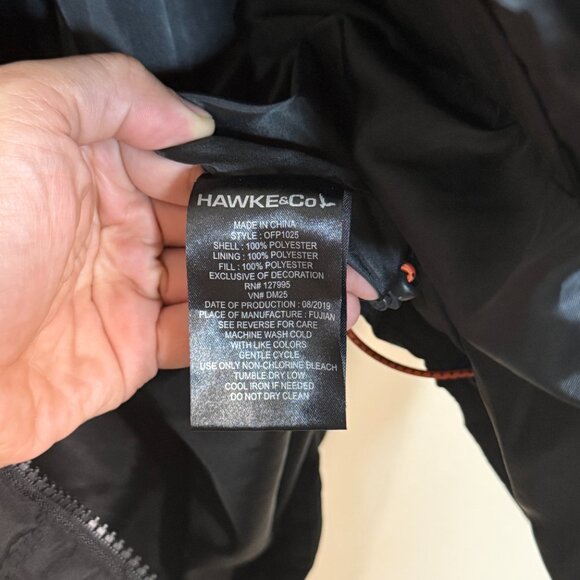 HAWKE&Co
MADE IN CHINA
STYLE : OFP1025
SHELL : 100% POLYESTER
LINING : 100% POLYESTER
FILL : 100% POLYESTER
EXCLUSIVE OF DECORATION
RN# 127995
VN# DM25
DATE OF PRODUCTION : 08/2019
PLACE OF MANUFACTURE : FUJIAN
SEE REVERSE FOR CARE
MACHINE WASH COLD
WITH LIKE COLORS
GENTLE CYCLE
USE ONLY NON-CHLORINE BLEACH
TUMBLE DRY LOW
COOL IRON IF NEEDED
DO NOT DRY CLEAN